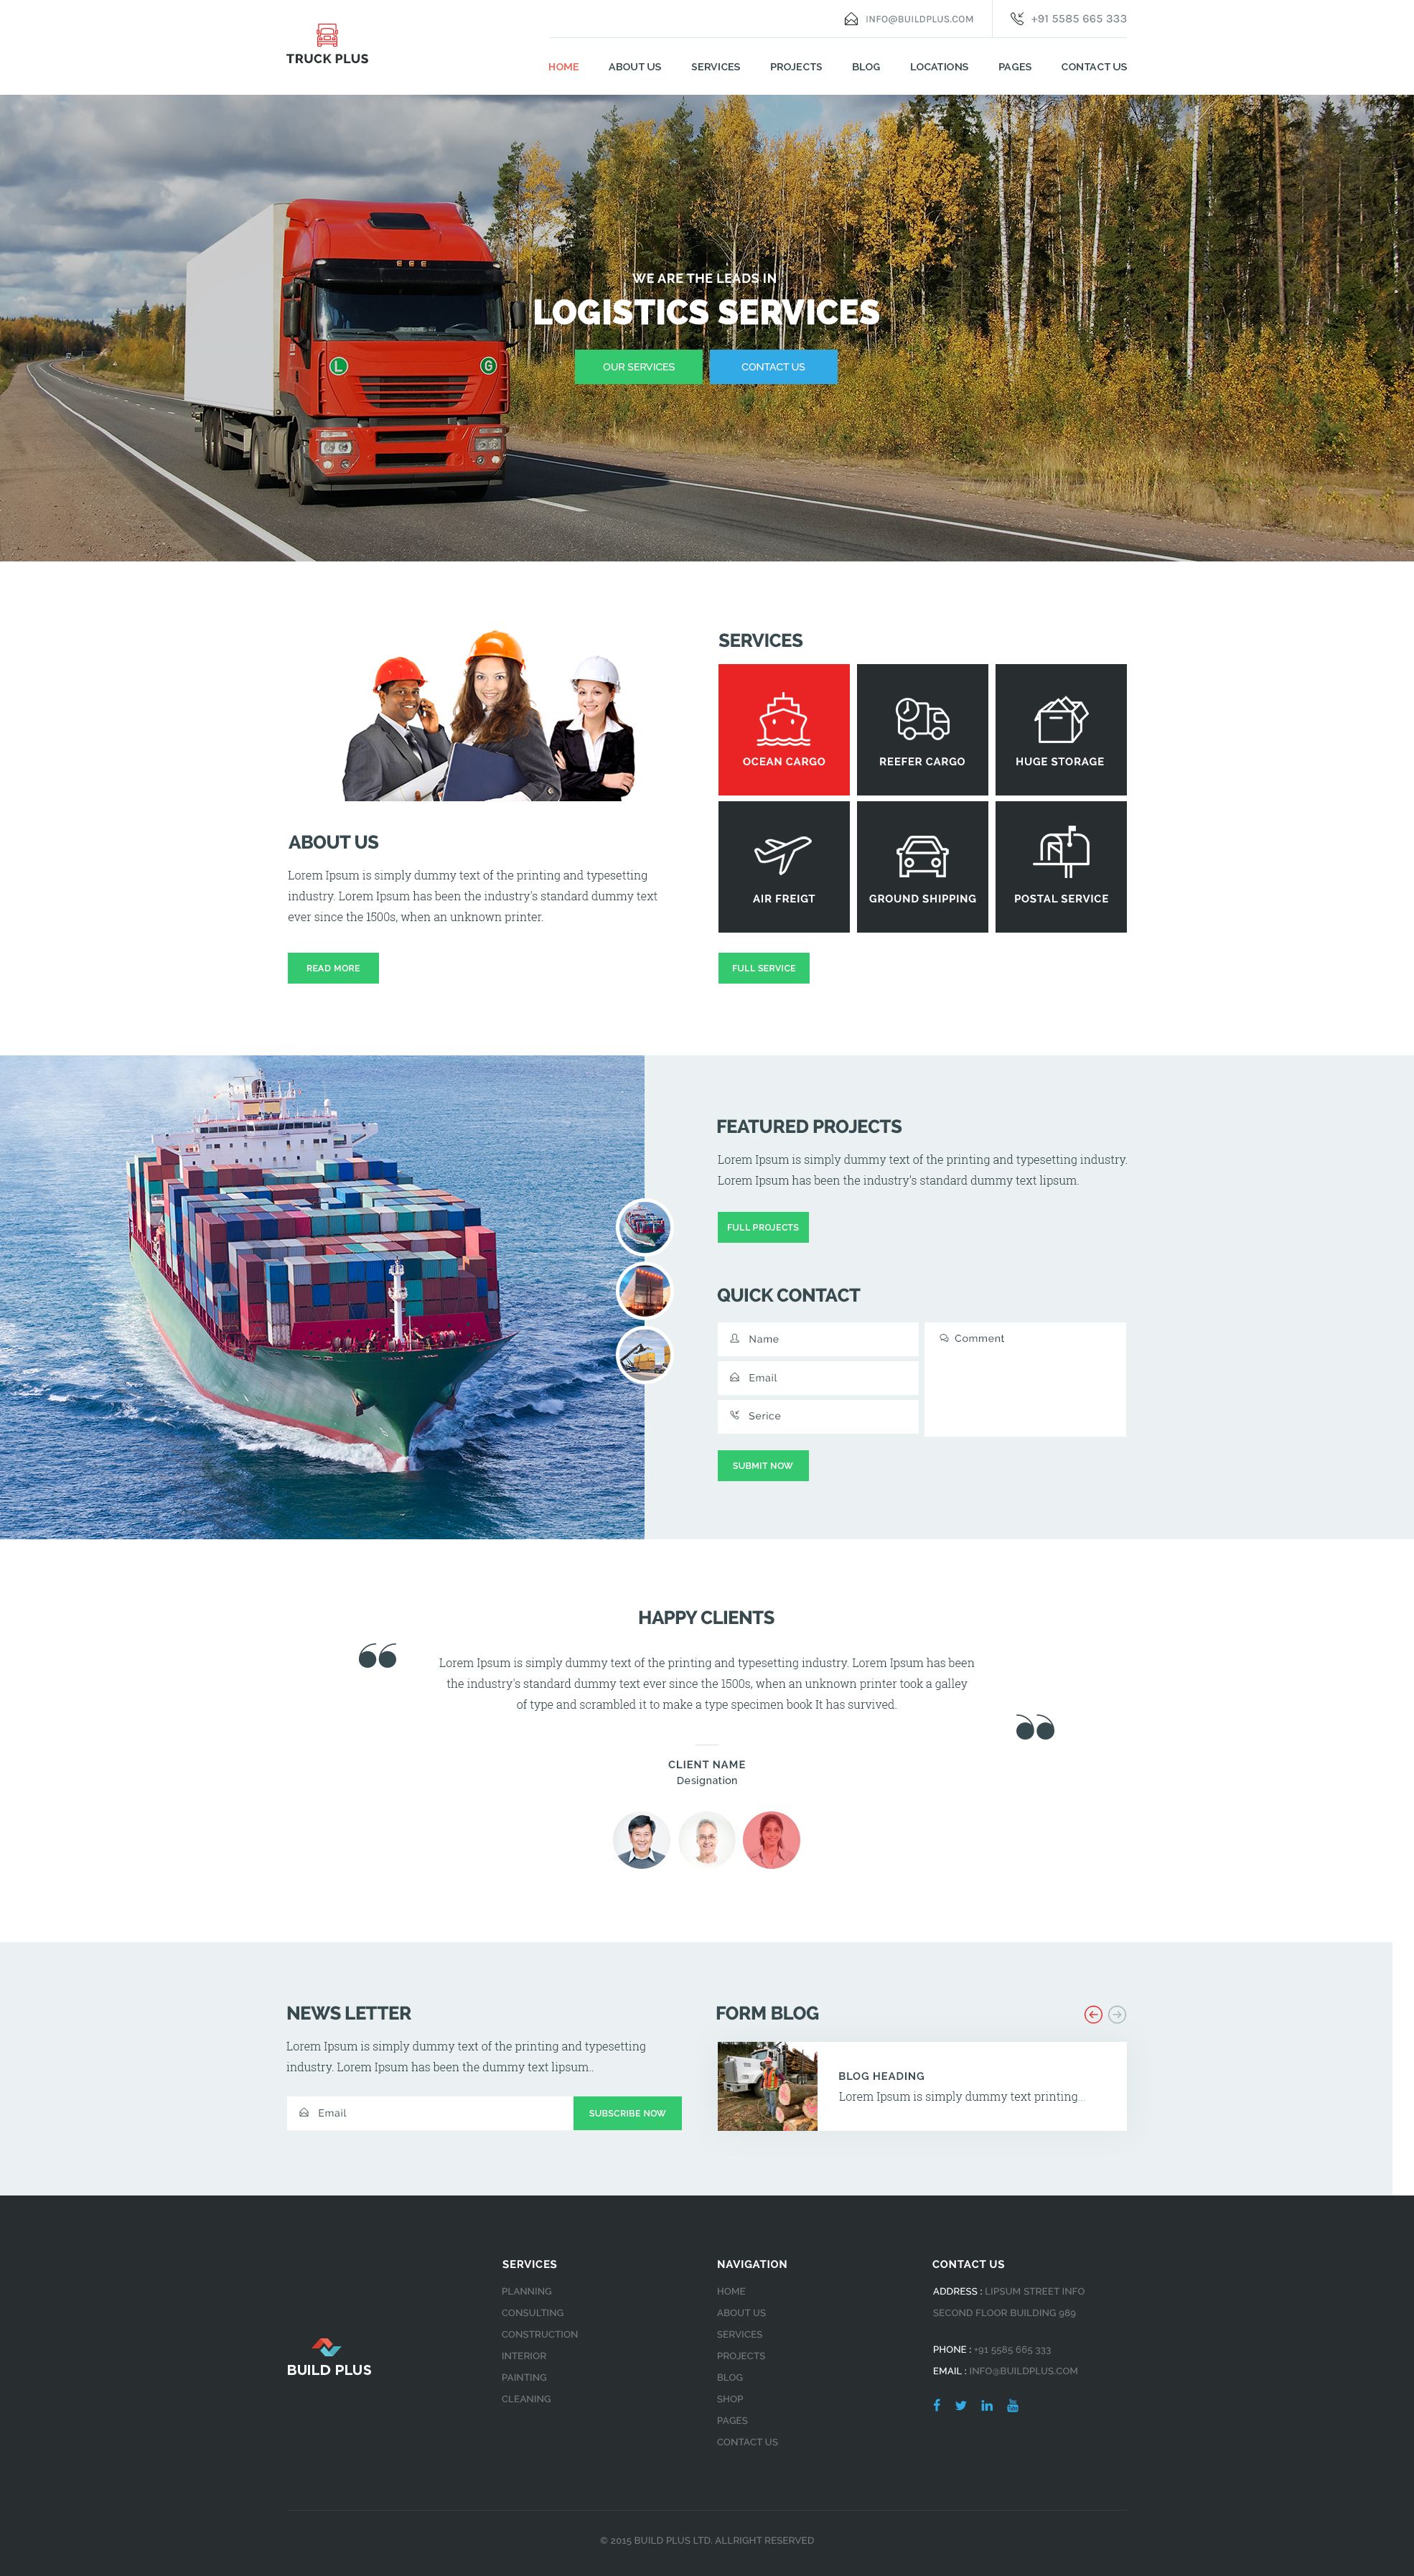 INFO@BUILDPLUS.COM
+91 5585 665 333
TRUCK PLUS
HOME
ABOUT US
SERVICES
PROJECTS
BLOG
LOCATIONS
PAGES
CONTACT US
WE ARE THE LEADS IN
LOGISTICS SERVICES
OUR SERVICES
CONTACT US
L
G
ABOUT US
Lorem Ipsum is simply dummy text of the printing and typesetting
industry. Lorem Ipsum has been the industry's standard dummy text
ever since the 1500s, when an unknown printer.
READ MORE
SERVICES
OCEAN CARGO
REEFER CARGO
HUGE STORAGE
AIR FREIGT
GROUND SHIPPING
POSTAL SERVICE
FULL SERVICE
FEATURED PROJECTS
Lorem Ipsum is simply dummy text of the printing and typesetting industry.
Lorem Ipsum has been the industry's standard dummy text lipsum.
FULL PROJECTS
QUICK CONTACT
Name
Email
Serice
Comment
SUBMIT NOW
HAPPY CLIENTS
Lorem Ipsum is simply dummy text of the printing and typesetting industry. Lorem Ipsum has been
the industry's standard dummy text ever since the 1500s, when an unknown printer took a galley
of type and scrambled it to make a type specimen book It has survived.
CLIENT NAME
Designation
NEWS LETTER
Lorem Ipsum is simply dummy text of the printing and typesetting
industry. Lorem Ipsum has been the dummy text lipsum..
Email
SUBSCRIBE NOW
FORM BLOG
BLOG HEADING
Lorem Ipsum is simply dummy text printing...
BUILD PLUS
SERVICES
PLANNING
CONSULTING
CONSTRUCTION
INTERIOR
PAINTING
CLEANING
NAVIGATION
HOME
ABOUT US
SERVICES
PROJECTS
BLOG
SHOP
PAGES
CONTACT US
CONTACT US
ADDRESS : LIPSUM STREET INFO
SECOND FLOOR BUILDING 989
PHONE : +91 5585 665 333
EMAIL : INFO@BUILDPLUS.COM
© 2015 BUILD PLUS LTD. ALLRIGHT RESERVED